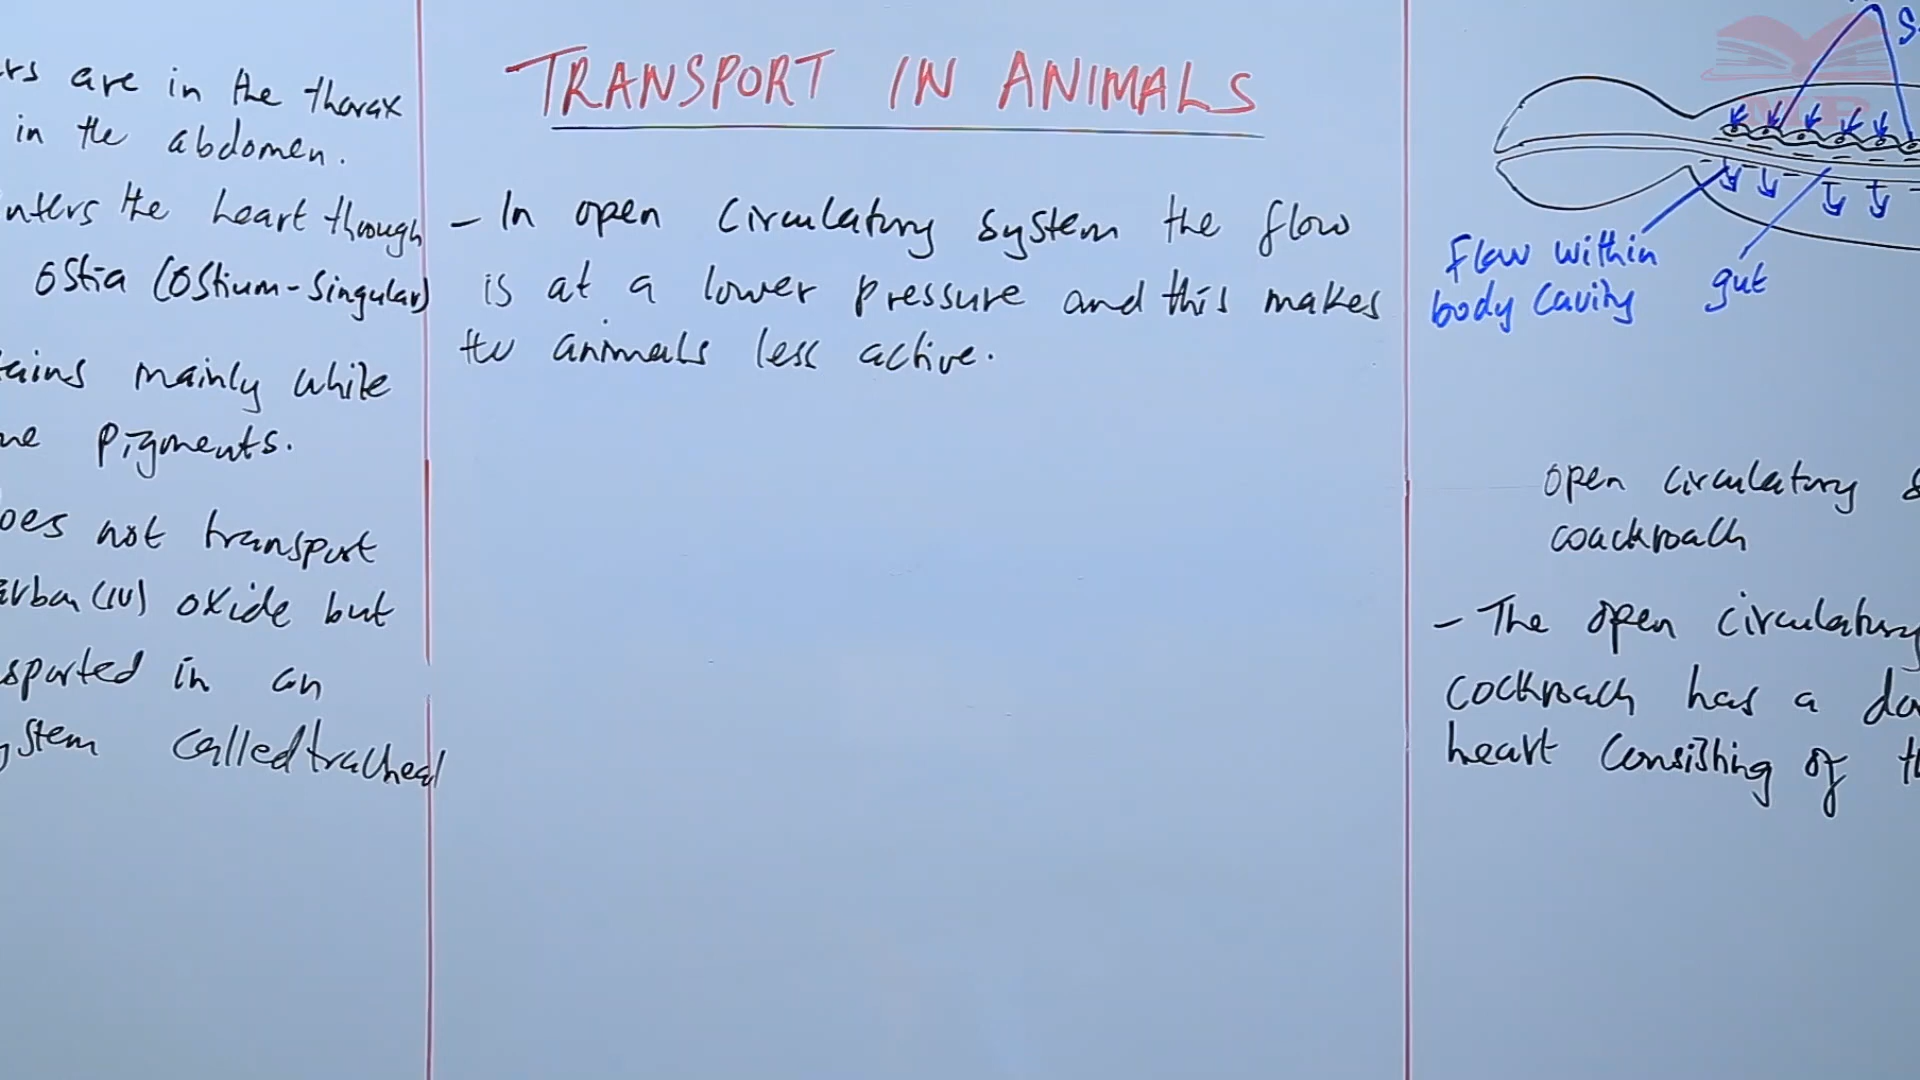 TRANSPORT IN ANIMALS
rs are in the thorax
in the abdomen.
nters the heart through
Ostia (Ostium-Singular)
tains mainly while
ne pigments.
oes not transport
arbon(IV) oxide but
sported in an
ystem called tracheal
- In open circulatory system the flow
is at a lower pressure and this makes
the animals less active.
flow within
body cavity
gut
open circulatory s
coackroach
- The open circulatory
cockroach has a do
heart consisting of th